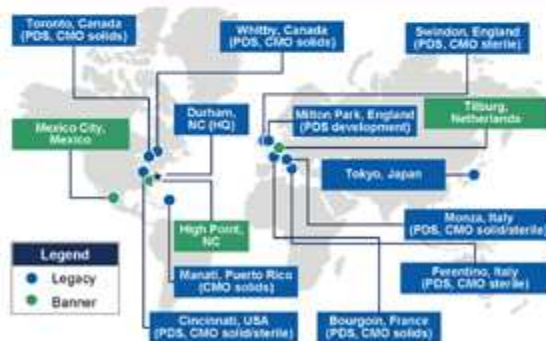 Toronto, Canada
(PDS, CMO solids)
Whitby, Canada
(PDS, CMO solids)
Swindon, England
(PDS, CMO sterile)
Mexico City,
Mexico
Durham,
NC (HQ)
Milton Park, England
(PDS development)
Tilburg,
Netherlands
Tokyo, Japan
High Point,
NC
Monza, Italy
(PDS, CMO solid/sterile)
Legend
Legacy
Banner
Manati, Puerto Rico
(CMO solids)
Ferentino, Italy
(PDS, CMO sterile)
Cincinnati, USA
(PDS, CMO solid/sterile)
Bourgoin, France
(PDS, CMO solids)